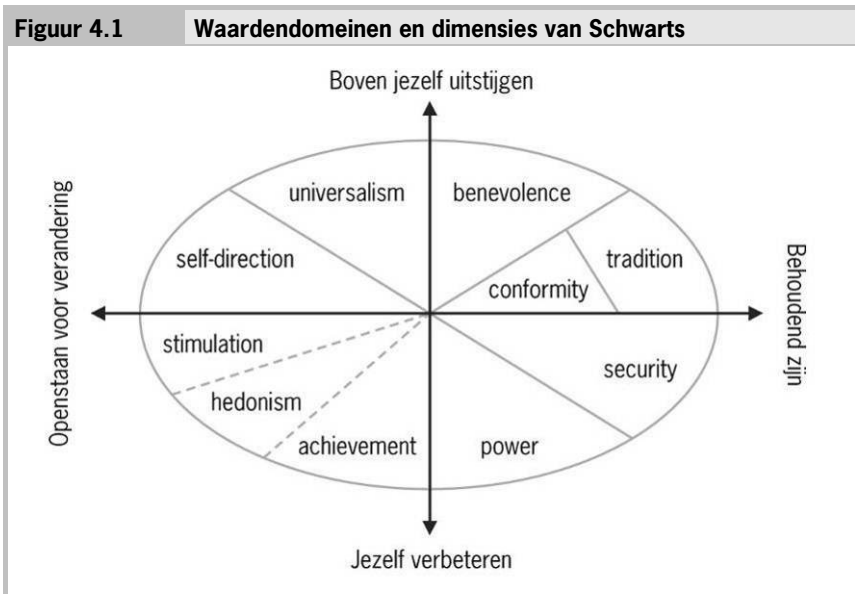 Figuur 4.1 Waardendomeinen en dimensies van Schwarts
Boven jezelf uitstijgen
universalism benevolence
Openstaan voor verandering
self-direction
tradition
conformity
Behoudend zijn
stimulation
security
hedonism
achievement power
Jezelf verbeteren